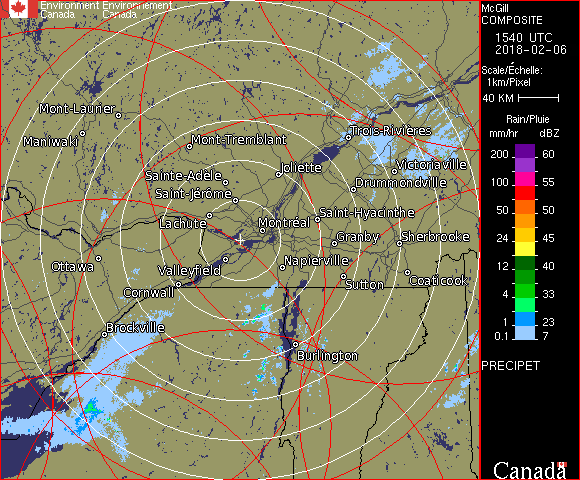 Environment Environnement
Canada Canada
McGill
COMPOSITE
1540 UTC
2018-02-06
Scale/Échelle:
1km/Pixel
40 KM
Rain/Pluie
mm/hr dBZ
200 60
100 55
100 55
50 50
24 45
12 40
4 33
1 23
0.1 7
PRECIPET
Canada
Mont-Laurier
Maniwaki
Mont-Tremblant
Trois-Rivières
Joliette
Victoriaville
Sainte-Adèle
Drummondville
Saint-Jérôme
Saint-Hyacinthe
Lachute
Montréal
Granby
Sherbrooke
Ottawa
Valleyfield
Napierville
Sutton
Coaticook
Cornwall
Brockville
Burlington